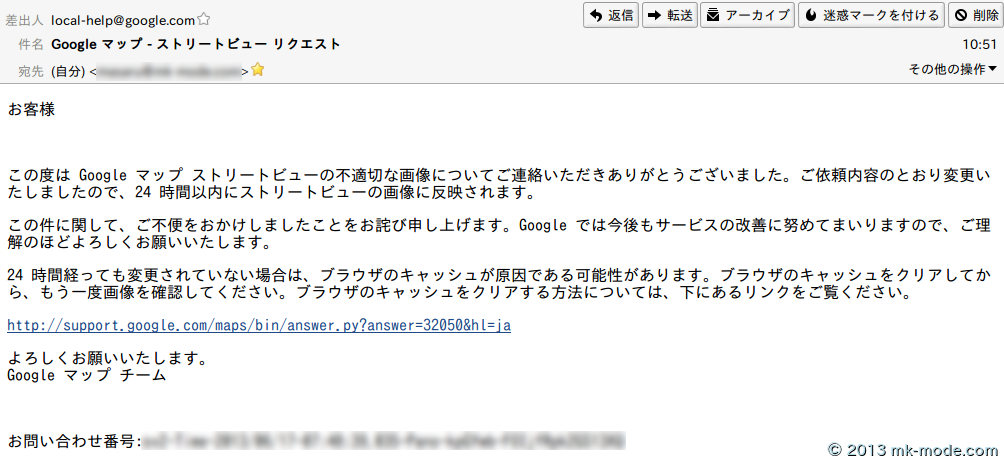 差出人 local-help@google.com 返信 転送 アーカイブ 迷惑マークを付ける 削除
件名 Google マップ - ストリートビュー リクエスト 10:51
宛先 (自分) < > その他の操作
お客様
この度は Google マップ ストリートビューの不適切な画像についてご連絡いただきありがとうございました。ご依頼内容のとおり変更い
たしましたので、24 時間以内にストリートビューの画像に反映されます。
この件に関して、ご不便をおかけしましたことをお詫び申し上げます。Google では今後もサービスの改善に努めてまいりますので、ご理
解のほどよろしくお願いいたします。
24 時間経っても変更されていない場合は、ブラウザのキャッシュが原因である可能性があります。ブラウザのキャッシュをクリアしてか
ら、もう一度画像を確認してください。ブラウザのキャッシュをクリアする方法については、下にあるリンクをご覧ください。
http://support.google.com/maps/bin/answer.py?answer=32050&hl=ja
よろしくお願いいたします。
Google マップ チーム
お問い合わせ番号:
© 2013 mk-mode.com